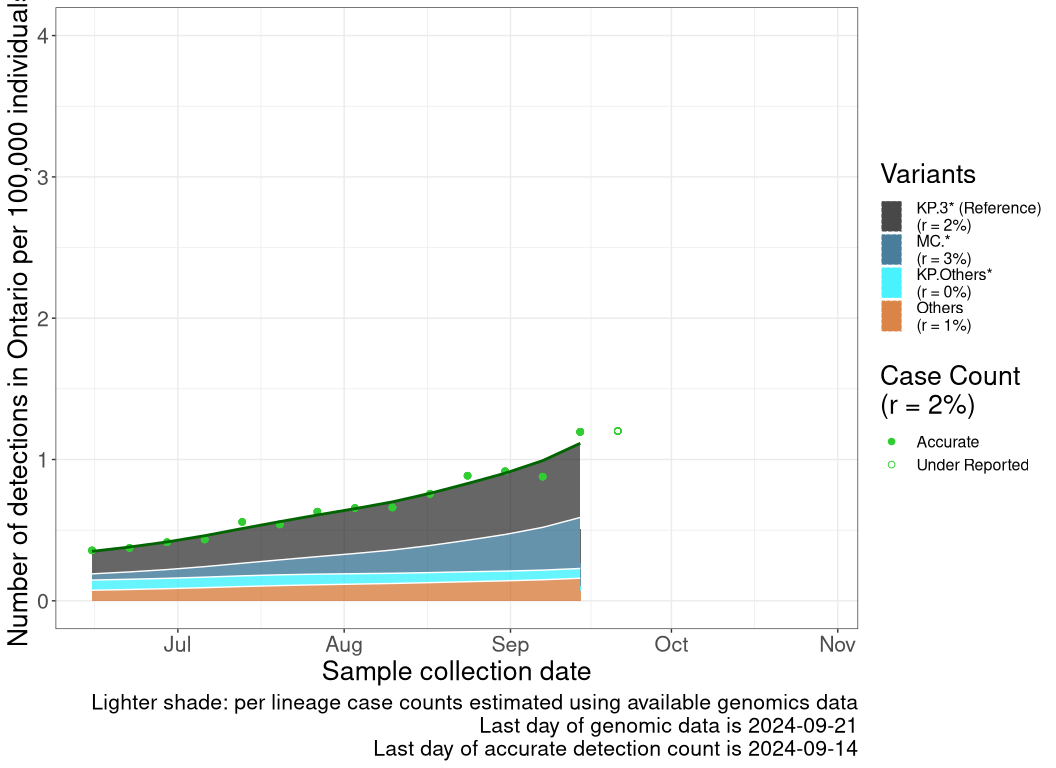 Number of detections in Ontario per 100,000 individuals
4
3
2
1
0
Jul
Aug
Sep
Oct
Nov
Sample collection date
Lighter shade: per lineage case counts estimated using available genomics data
Last day of genomic data is 2024-09-21
Last day of accurate detection count is 2024-09-14
Variants
KP.3* (Reference)
(r = 2%)
MC.*
(r = 3%)
KP.Others*
(r = 0%)
Others
(r = 1%)
Case Count
(r = 2%)
Accurate
Under Reported